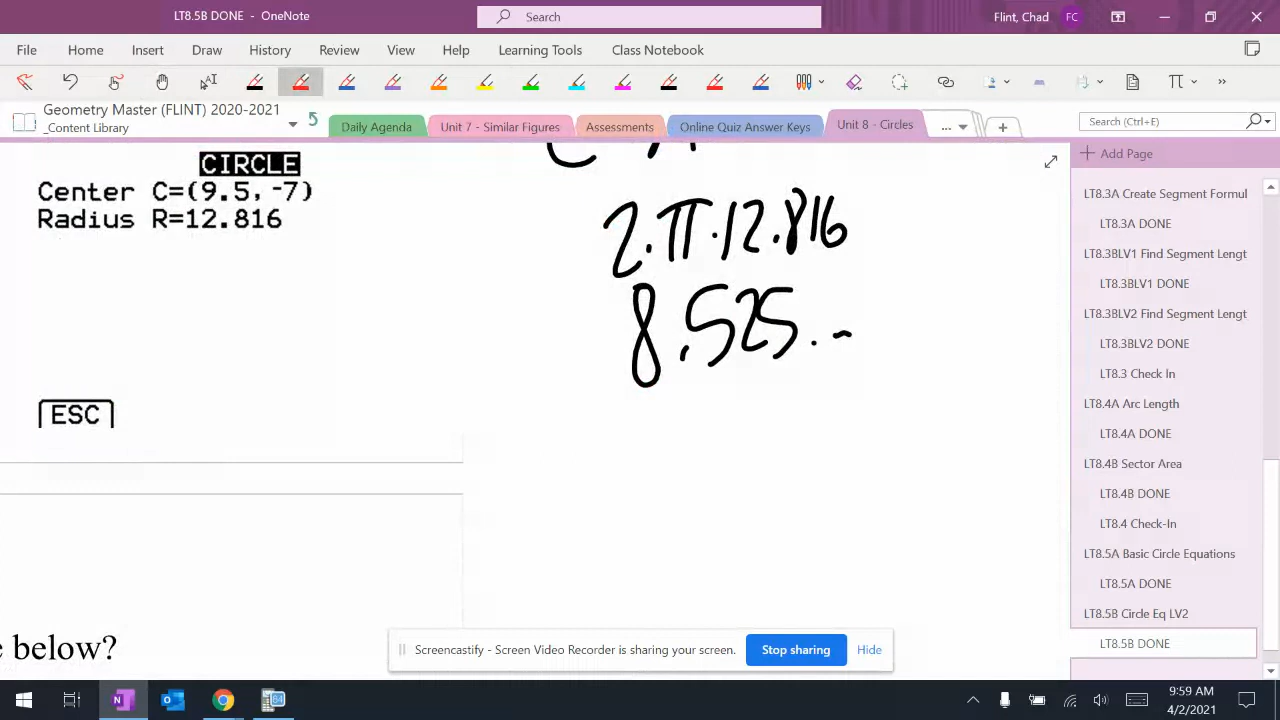 LT8.5B DONE - OneNote
Search
Flint, Chad
FC
File
Home
Insert
Draw
History
Review
View
Help
Learning Tools
Class Notebook
Geometry Master (FLINT) 2020-2021
_Content Library
Daily Agenda
Unit 7 - Similar Figures
Assessments
Online Quiz Answer Keys
Unit 8 - Circles
...
Search (Ctrl+E)
Add Page
CIRCLE
Center C=(9.5, -7)
Radius R=12.816
ESC
2.π.12.816
8.525...
e below?
LT8.3A Create Segment Formul
LT8.3A DONE
LT8.3BLV1 Find Segment Lengt
LT8.3BLV1 DONE
LT8.3BLV2 Find Segment Lengt
LT8.3BLV2 DONE
LT8.3 Check In
LT8.4A Arc Length
LT8.4A DONE
LT8.4B Sector Area
LT8.4B DONE
LT8.4 Check-In
LT8.5A Basic Circle Equations
LT8.5A DONE
LT8.5B Circle Eq LV2
LT8.5B DONE
Screencastify - Screen Video Recorder is sharing your screen.
Stop sharing
Hide
9:59 AM
4/2/2021